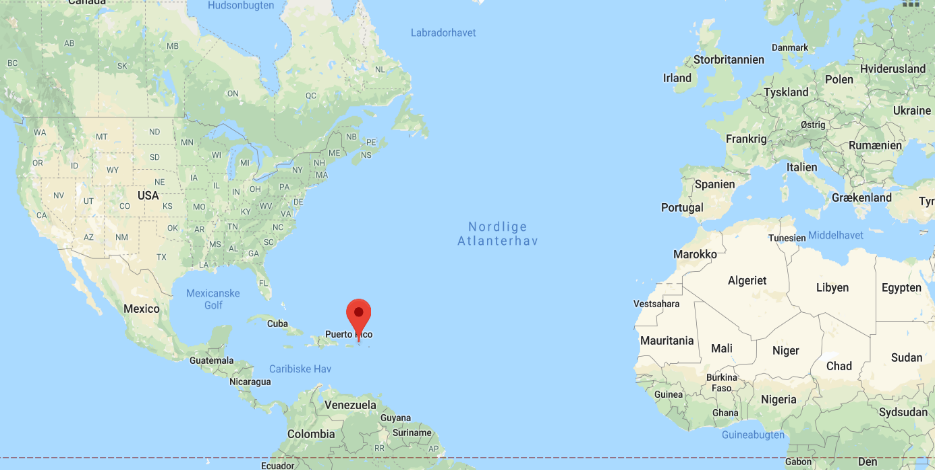 Canada
Hudsonbugten
Labradorhavet
AB
MB
BC
SK
NL
ON
QC
Danmark
Storbritannien
Irland
Polen
Hviderusland
Tyskland
Ukraine
Østrig
Frankrig
Rumænien
Italien
Spanien
Portugal
Grækenland
Tyr
WA
MT
ND
MN
NB
PE
NS
OR
ID
SD
WI
MI
ME
VT
NH
NY
MA
WY
NE
IA
IL
IN
OH
PA
NV
UT
CO
USA
KS
MO
KY
WV
VA
DE
CA
AZ
NM
OK
AR
TN
NC
SC
MS
AL
GA
TX
LA
FL
Nordlige
Atlanterhav
Tunesien
Middelhavet
Marokko
Algeriet
Libyen
Egypten
Vestsahara
Mexicanske
Golf
Mexico
Cuba
Puerto Rico
Mauritania
Mali
Niger
Chad
Sudan
Guatemala
Caribiske Hav
Nicaragua
Burkina
Faso
Guinea
Nigeria
Ghana
Sydsudan
Venezuela
Guyana
Suriname
Colombia
RR
AP
Guineabugten
Ecuador
Gabon
Den